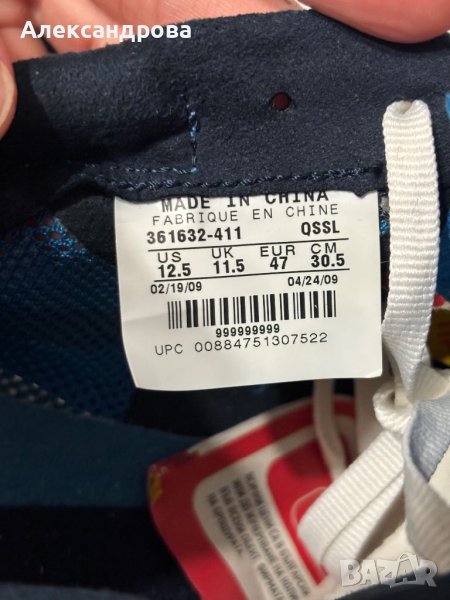 Александрова
MADE IN CHINA
FABRIQUE EN CHINE
361632-411 QSSL
US UK EUR CM
12.5 11.5 47 30.5
02/19/09 04/24/09
999999999
UPC 00884751307522
BAZAR